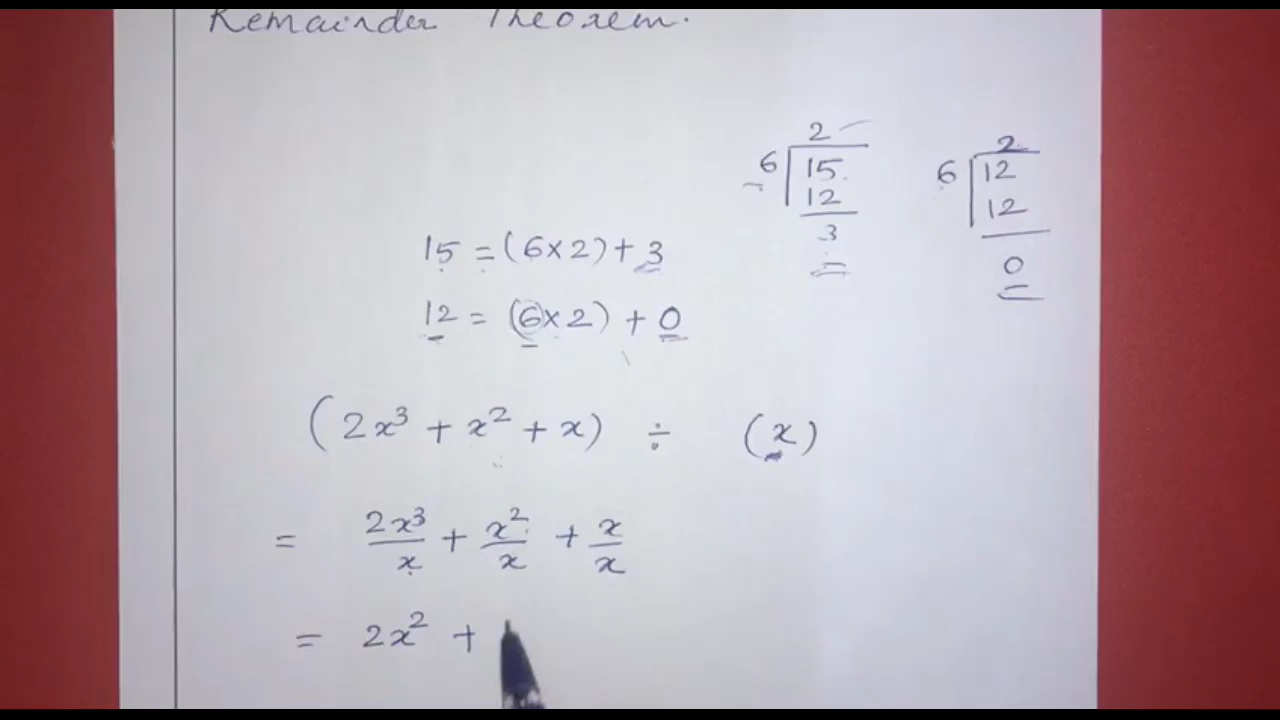 Remainder Theorem.
2
6 15
12
3
2
6 12
12
0
15 = (6×2) + 3
12 = (6×2) + 0
(2x³ + x² + x) ÷ (x)
= 2x³/x + x²/x + x/x
= 2x² +